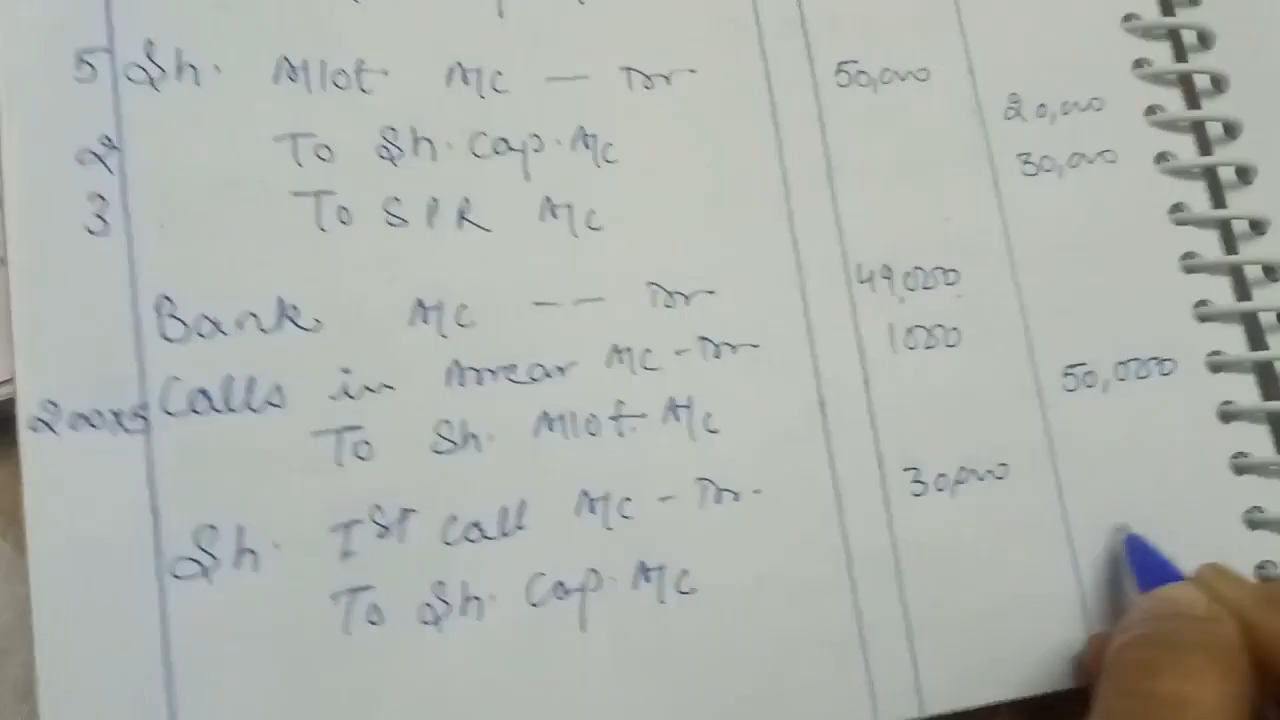 5 Sh. Allot A/c — Dr 50,000
2 To Sh. Cap. A/c 20,000
3 To SPR A/c 30,000
Bank A/c -- Dr 49,000
Calls in Arrear A/c - Dr 1000
200x5 To Sh. Allot. A/c 50,000
Sh. Ist call A/c - Dr. 30,000
To Sh. Cap. A/c